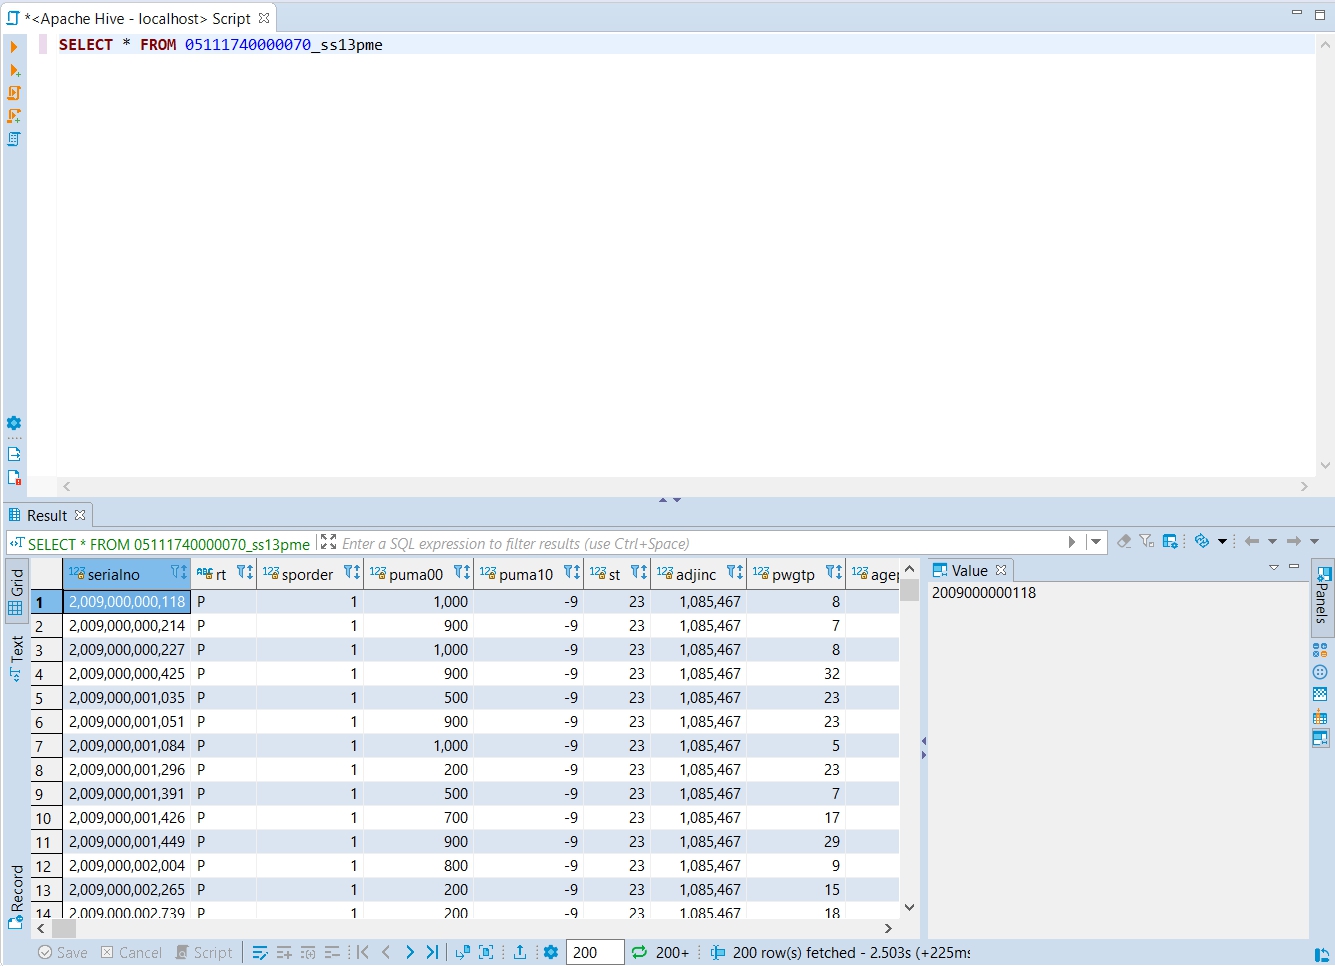 *<Apache Hive - localhost> Script
SELECT * FROM 05111740000070_ss13pme
Result
SELECT * FROM 05111740000070_ss13pme Enter a SQL expression to filter results (use Ctrl+Space)
Grid
Text
Record
123 serialno ABC rt 123 sporder 123 puma00 123 puma10 123 st 123 adjinc 123 pwgtp 123 agep
1 2,009,000,000,118 P 1 1,000 -9 23 1,085,467 8
2 2,009,000,000,214 P 1 900 -9 23 1,085,467 7
3 2,009,000,000,227 P 1 1,000 -9 23 1,085,467 8
4 2,009,000,000,425 P 1 900 -9 23 1,085,467 32
5 2,009,000,001,035 P 1 500 -9 23 1,085,467 23
6 2,009,000,001,051 P 1 900 -9 23 1,085,467 23
7 2,009,000,001,084 P 1 1,000 -9 23 1,085,467 5
8 2,009,000,001,296 P 1 200 -9 23 1,085,467 23
9 2,009,000,001,391 P 1 500 -9 23 1,085,467 7
10 2,009,000,001,426 P 1 700 -9 23 1,085,467 17
11 2,009,000,001,449 P 1 900 -9 23 1,085,467 29
12 2,009,000,002,004 P 1 800 -9 23 1,085,467 9
13 2,009,000,002,265 P 1 200 -9 23 1,085,467 15
14 2,009,000,002,739 P 1 200 -9 23 1,085,467 18
Value
2009000000118
Panels
Save Cancel Script 200 200+ 200 row(s) fetched - 2.503s (+225ms